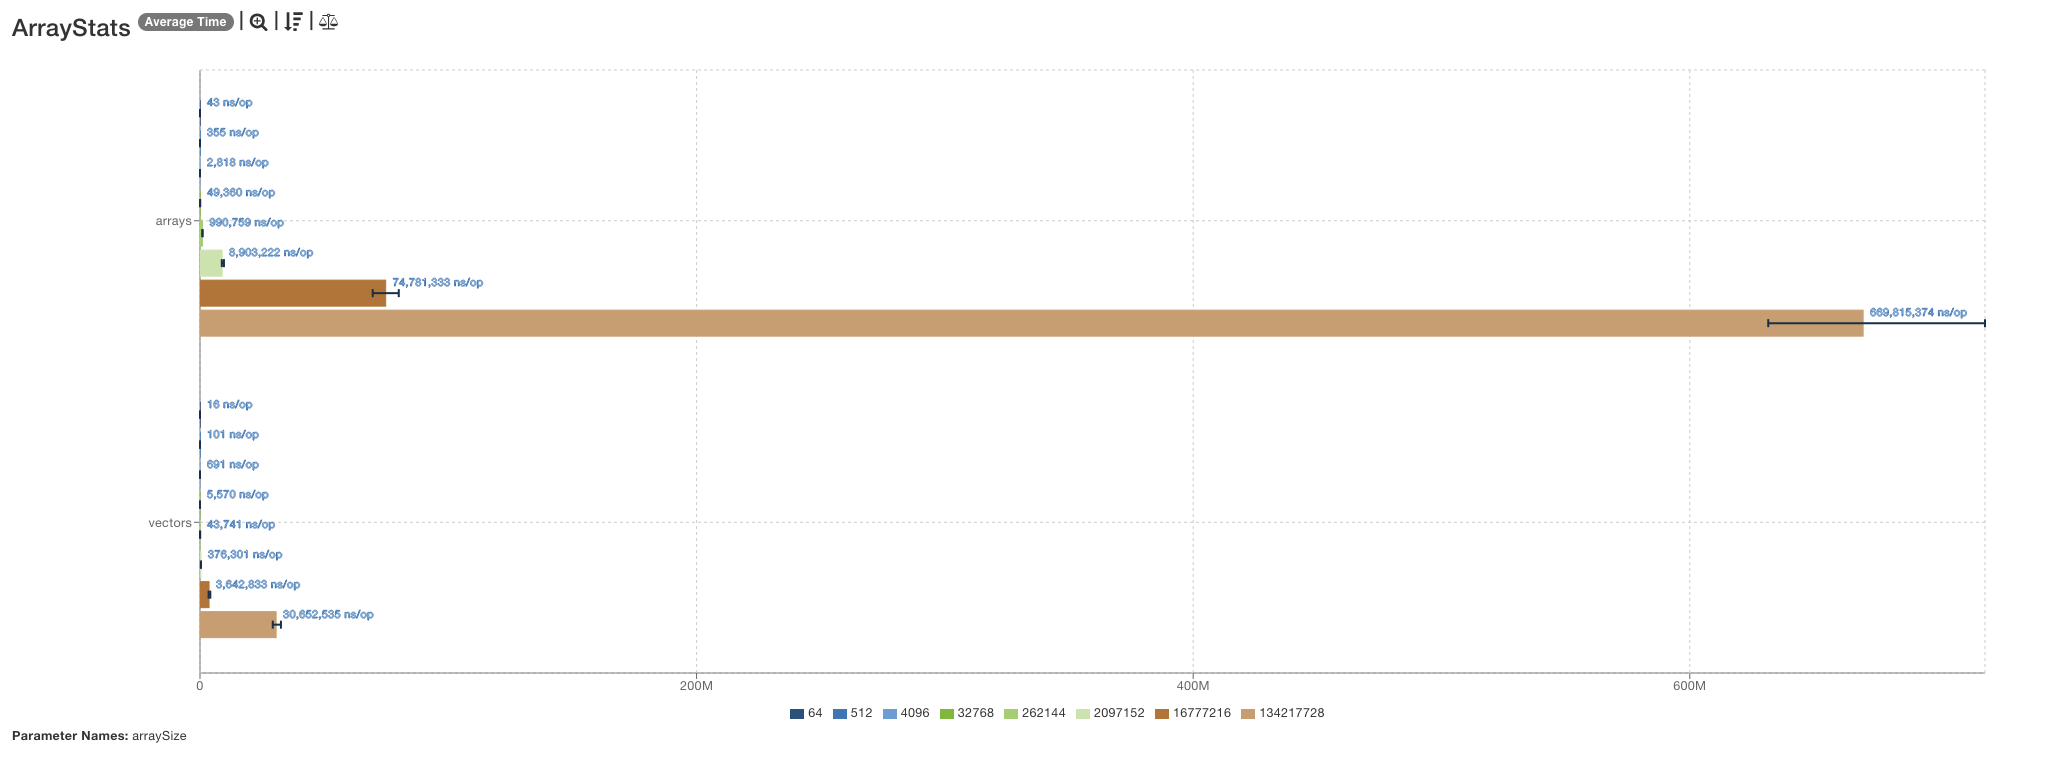 ArrayStats Average Time
43 ns/op
355 ns/op
2,818 ns/op
49,360 ns/op
arrays
990,759 ns/op
8,903,222 ns/op
74,781,333 ns/op
669,815,374 ns/op
16 ns/op
101 ns/op
691 ns/op
5,570 ns/op
vectors
43,741 ns/op
376,301 ns/op
3,642,833 ns/op
30,652,535 ns/op
0 200M 400M 600M
64 512 4096 32768 262144 2097152 16777216 134217728
Parameter Names: arraySize